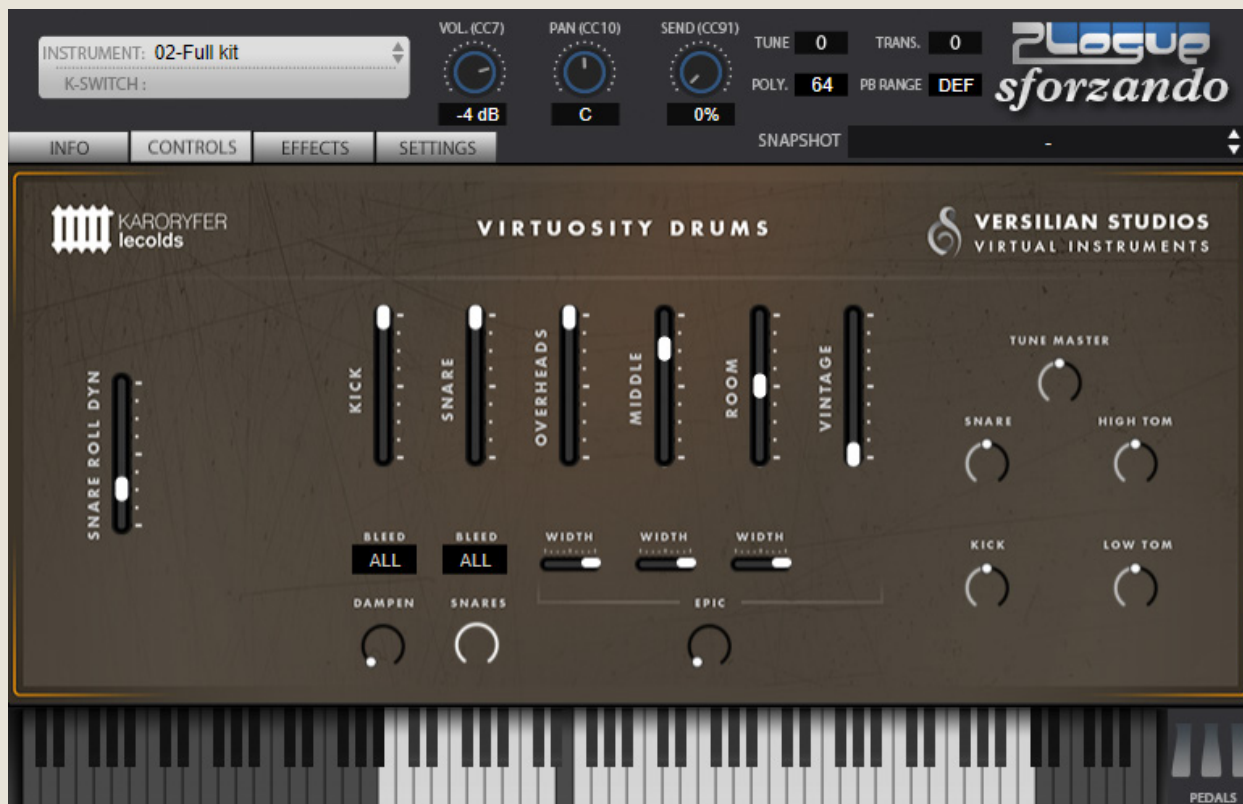 INSTRUMENT: 02-Full kit
K-SWITCH :
VOL. (CC7)
-4 dB
PAN (CC10)
C
SEND (CC91)
0%
TUNE 0 TRANS. 0
POLY. 64 PB RANGE DEF
Plogue
sforzando
INFO CONTROLS EFFECTS SETTINGS
SNAPSHOT -
KARORYFER
lecolds
VIRTUOSITY DRUMS
VERSILIAN STUDIOS
VIRTUAL INSTRUMENTS
SNARE ROLL DYN
KICK
SNARE
OVERHEADS
MIDDLE
ROOM
VINTAGE
TUNE MASTER
SNARE HIGH TOM
KICK LOW TOM
BLEED BLEED WIDTH WIDTH WIDTH
ALL ALL
DAMPEN SNARES EPIC
PEDALS